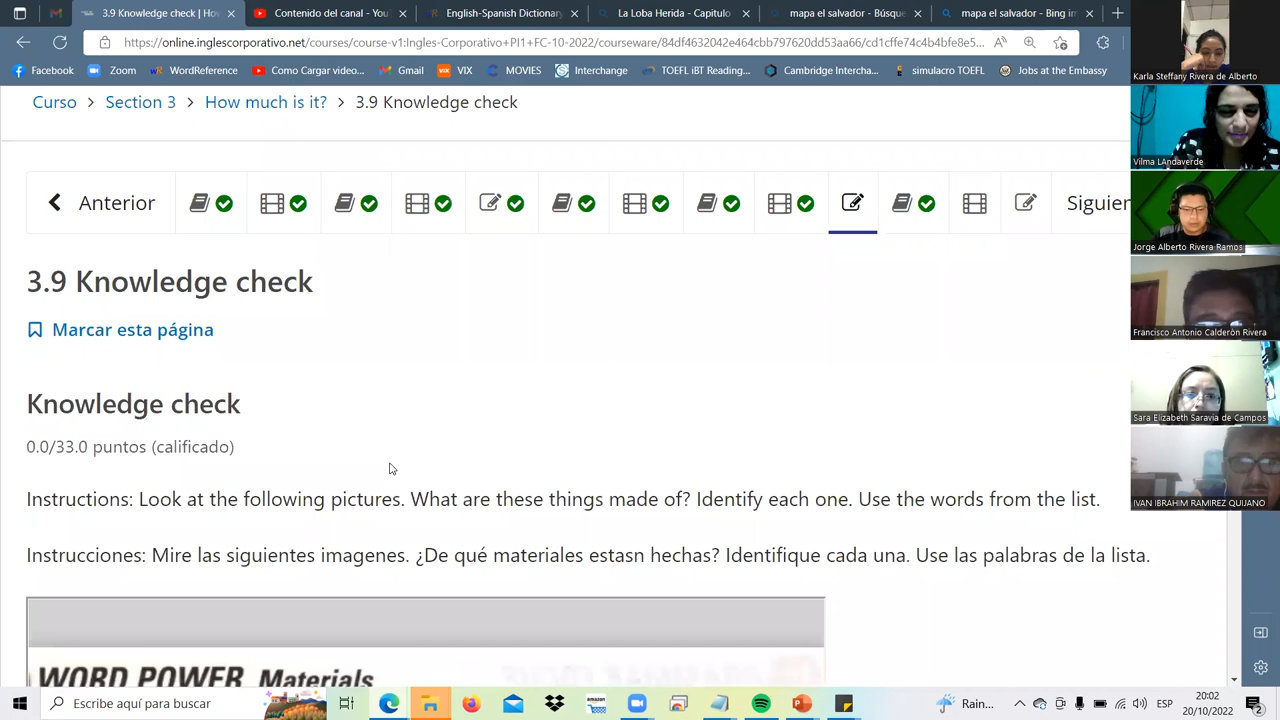 3.9 Knowledge check | Ho
Contenido del canal - You
English-Spanish Dictionary
La Loba Herida - Capitulo
mapa el salvador - Búsque
mapa el salvador - Bing im
https://online.inglescorporativo.net/courses/course-v1:Ingles-Corporativo+PI1+FC-10-2022/courseware/84df4632042e464cbb797620dd53aa66/cd1cffe74c4b4bfe8e5...
Facebook
Zoom
WordReference
Como Cargar video...
Gmail
VIX
MOVIES
Interchange
TOEFL iBT Reading...
Cambridge Intercha...
simulacro TOEFL
Jobs at the Embassy
Curso > Section 3 > How much is it? > 3.9 Knowledge check
Anterior
Siguien
3.9 Knowledge check
Marcar esta página
Knowledge check
0.0/33.0 puntos (calificado)
Instructions: Look at the following pictures. What are these things made of? Identify each one. Use the words from the list.
Instrucciones: Mire las siguientes imagenes. ¿De qué materiales estasn hechas? Identifique cada una. Use las palabras de la lista.
WORD POWER Materials
Karla Steffany Rivera de Alberto
Vilma LAndaverde
Jorge Alberto Rivera Ramos
Francisco Antonio Calderón Rivera
Sara Elizabeth Saravia de Campos
IVAN IBRAHIM RAMIREZ QUIJANO
Escribe aquí para buscar
amazon
Rain...
ESP
20:02
20/10/2022
2